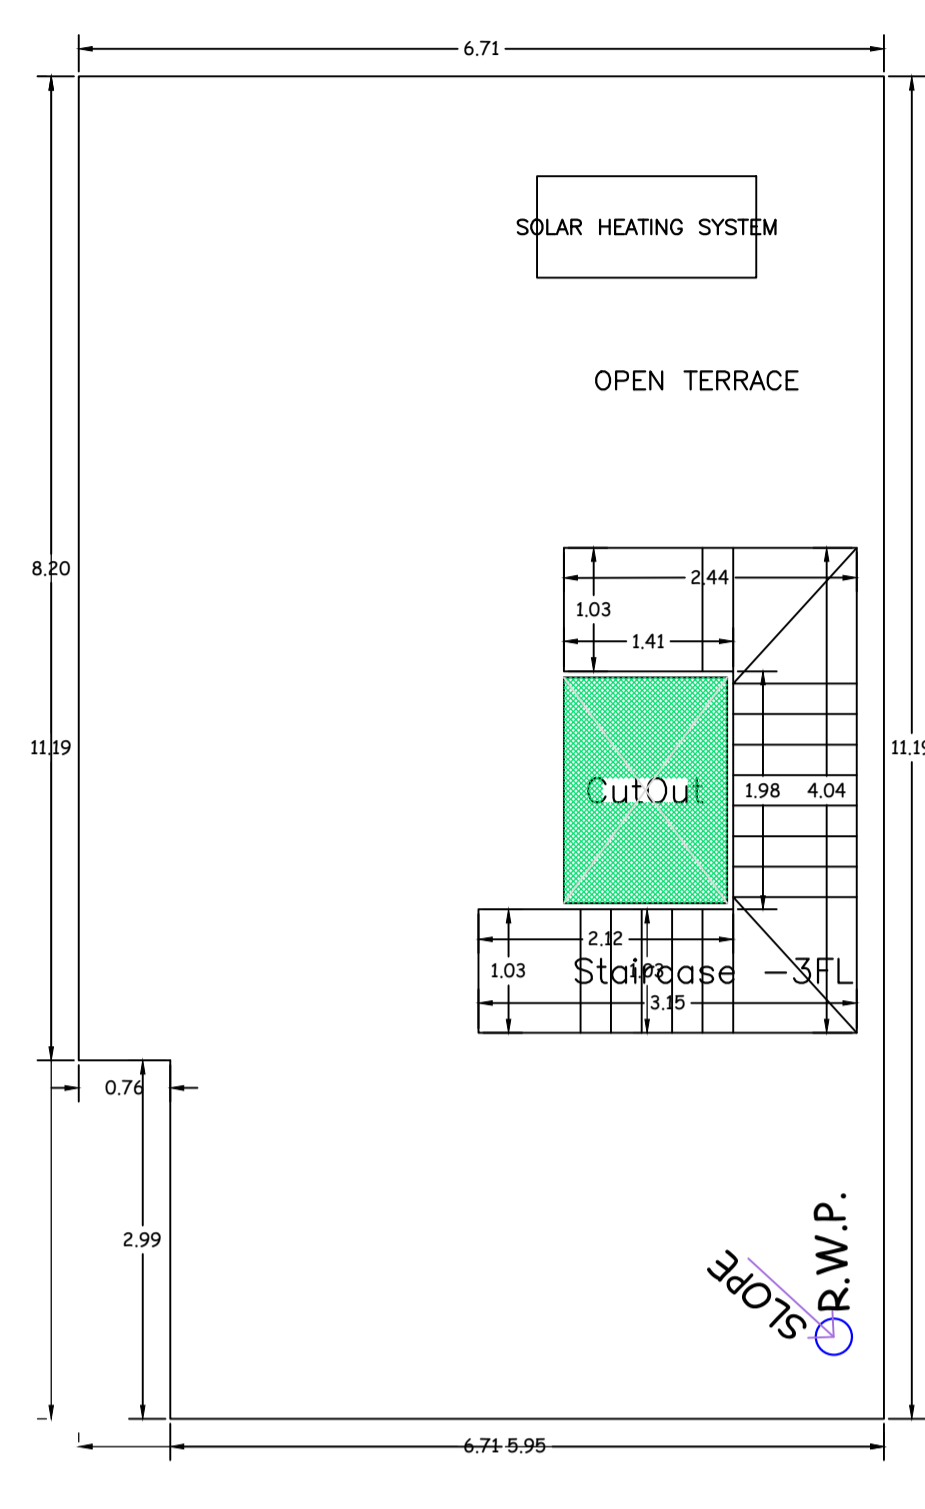 6.71
SOLAR HEATING SYSTEM
OPEN TERRACE
8.20
2.44
1.03
1.41
11.19
11.19
CutOut
1.98
4.04
2.12
1.03
Staircase -3FL
1.03
3.15
0.76
2.99
R.W.P.
SLOPE
6.71
5.95